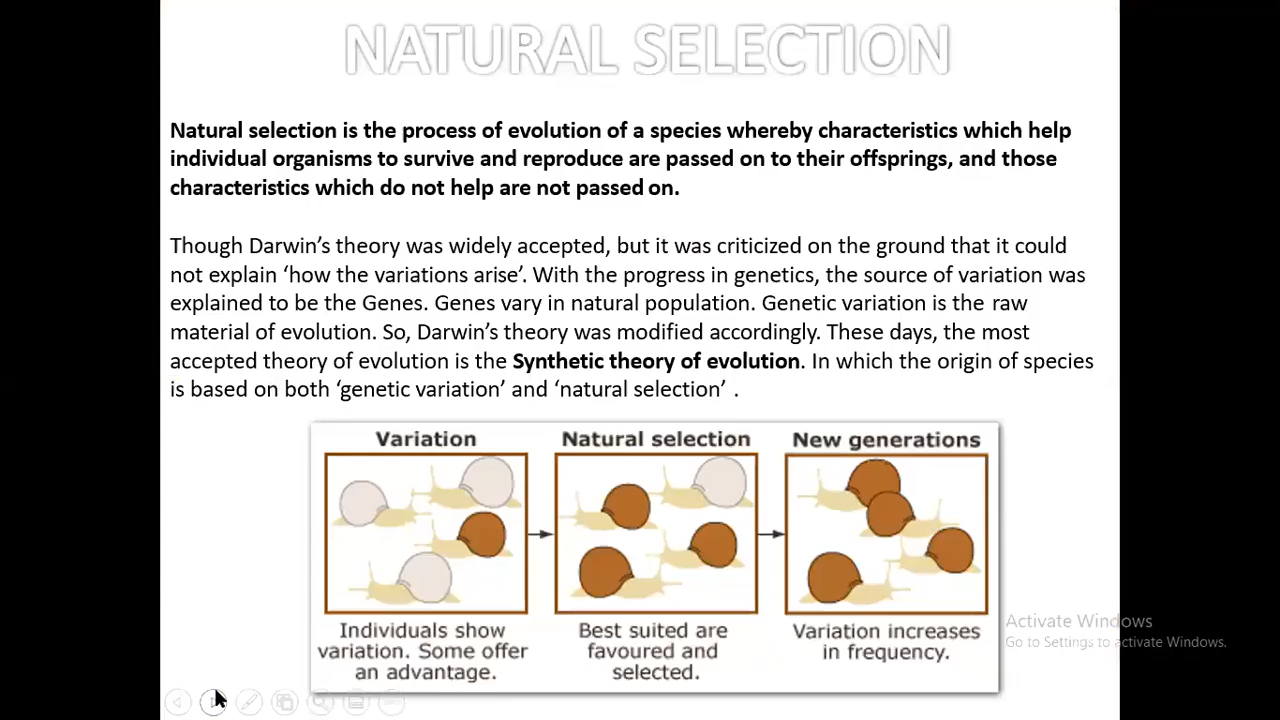 NATURAL SELECTION
Natural selection is the process of evolution of a species whereby characteristics which help
individual organisms to survive and reproduce are passed on to their offsprings, and those
characteristics which do not help are not passed on.
Though Darwin’s theory was widely accepted, but it was criticized on the ground that it could
not explain ‘how the variations arise’. With the progress in genetics, the source of variation was
explained to be the Genes. Genes vary in natural population. Genetic variation is the raw
material of evolution. So, Darwin’s theory was modified accordingly. These days, the most
accepted theory of evolution is the Synthetic theory of evolution. In which the origin of species
is based on both ‘genetic variation’ and ‘natural selection’ .
Variation
Individuals show
variation. Some offer
an advantage.
Natural selection
Best suited are
favoured and
selected.
New generations
Variation increases
in frequency.
Activate Windows
Go to Settings to activate Windows.